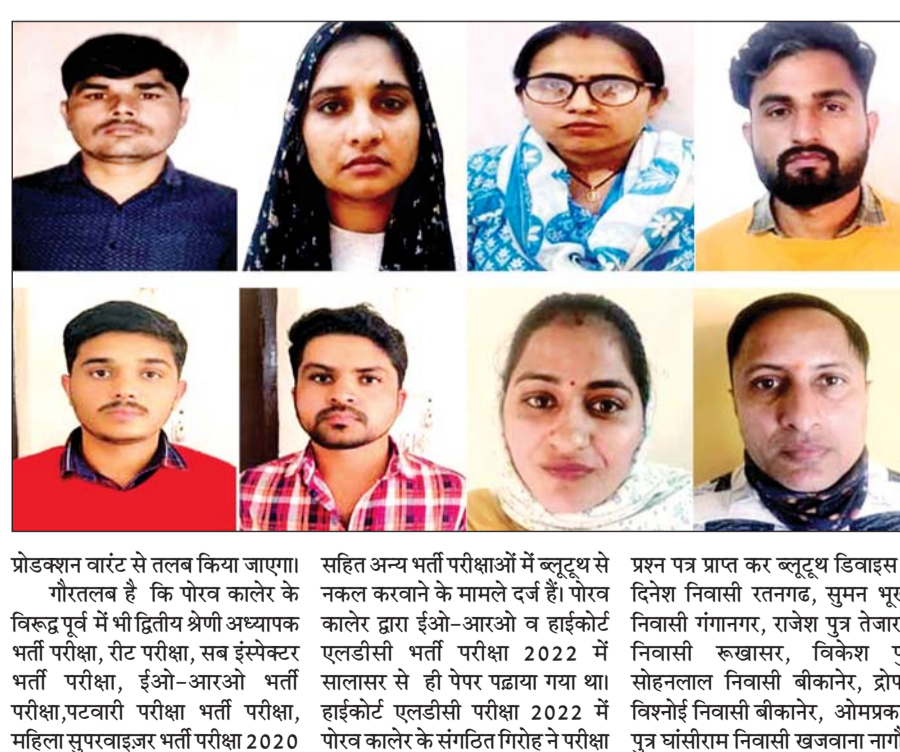 प्रोडक्शन वारंट से तलब किया जाएगा।
गौरतलब है कि पोरव कालेर के
विरूद्ध पूर्व में भी द्वितीय श्रेणी अध्यापक
भर्ती परीक्षा, रीट परीक्षा, सब इंस्पेक्टर
भर्ती परीक्षा, ईओ-आरओ भर्ती
परीक्षा,पटवारी परीक्षा भर्ती परीक्षा,
महिला सुपरवाइज़र भर्ती परीक्षा 2020
सहित अन्य भर्ती परीक्षाओं में ब्लूटूथ से
नकल करवाने के मामले दर्ज हैं। पोरव
कालेर द्वारा ईओ-आरओ व हाईकोर्ट
एलडीसी भर्ती परीक्षा 2022 में
सालासर से ही पेपर पढ़ाया गया था।
हाईकोर्ट एलडीसी परीक्षा 2022 में
पोरव कालेर के संगठित गिरोह ने परीक्षा
प्रश्न पत्र प्राप्त कर ब्लूटूथ डिवाइस
दिनेश निवासी रतनगढ, सुमन
निवासी गंगानगर, राजेश पुत्र
निवासी रूखासर, विकेश
सोहनलाल निवासी बीकानेर,
विश्नोई निवासी बीकानेर,
पुत्र घांसीराम निवासी खजवाना